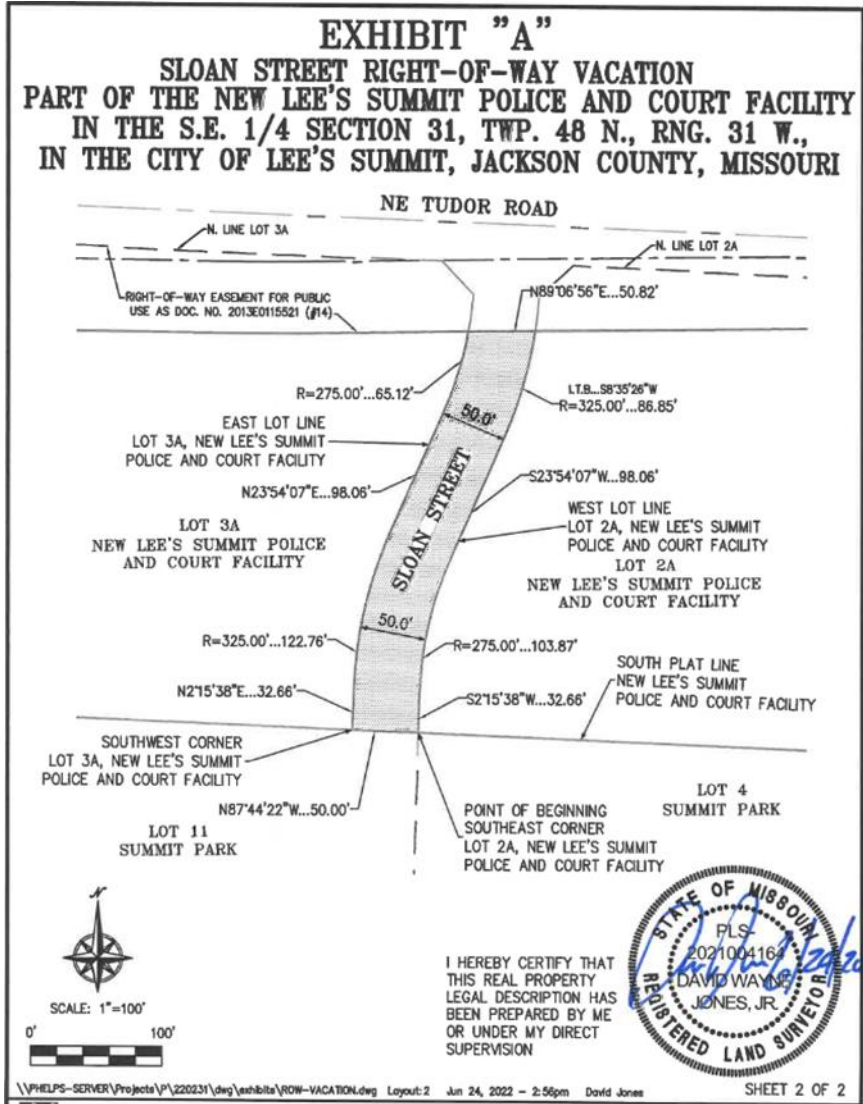 EXHIBIT "A"
SLOAN STREET RIGHT-OF-WAY VACATION
PART OF THE NEW LEE'S SUMMIT POLICE AND COURT FACILITY
IN THE S.E. 1/4 SECTION 31, TWP. 48 N., RNG. 31 W.,
IN THE CITY OF LEE'S SUMMIT, JACKSON COUNTY, MISSOURI
NE TUDOR ROAD
N. LINE LOT 3A
N. LINE LOT 2A
RIGHT-OF-WAY EASEMENT FOR PUBLIC
USE AS DOC. NO. 2013E0115521 (#14)
N89°06'56"E...50.82'
R=275.00'...65.12'
I.T.B...S8°35'26"W
R=325.00'...86.85'
50.0'
EAST LOT LINE
LOT 3A, NEW LEE'S SUMMIT
POLICE AND COURT FACILITY
N23°54'07"E...98.06'
S23°54'07"W...98.06'
SLOAN STREET
WEST LOT LINE
LOT 2A, NEW LEE'S SUMMIT
POLICE AND COURT FACILITY
LOT 3A
NEW LEE'S SUMMIT POLICE
AND COURT FACILITY
LOT 2A
NEW LEE'S SUMMIT POLICE
AND COURT FACILITY
50.0'
R=325.00'...122.76'
R=275.00'...103.87'
SOUTH PLAT LINE
NEW LEE'S SUMMIT
POLICE AND COURT FACILITY
N2°15'38"E...32.66'
S2°15'38"W...32.66'
SOUTHWEST CORNER
LOT 3A, NEW LEE'S SUMMIT
POLICE AND COURT FACILITY
N87°44'22"W...50.00'
POINT OF BEGINNING
SOUTHEAST CORNER
LOT 2A, NEW LEE'S SUMMIT
POLICE AND COURT FACILITY
LOT 4
SUMMIT PARK
LOT 11
SUMMIT PARK
N
SCALE: 1"=100'
0'
100'
I HEREBY CERTIFY THAT
THIS REAL PROPERTY
LEGAL DESCRIPTION HAS
BEEN PREPARED BY ME
OR UNDER MY DIRECT
SUPERVISION
STATE OF MISSOURI
PLS-
2021004164
DAVID WAYNE
JONES, JR.
REGISTERED LAND SURVEYOR
\\PHELPS-SERVER\Projects\P\220231\dwg\exhibits\ROW-VACATION.dwg Layout:2 Jun 24, 2022 - 2:56pm David Jones
SHEET 2 OF 2